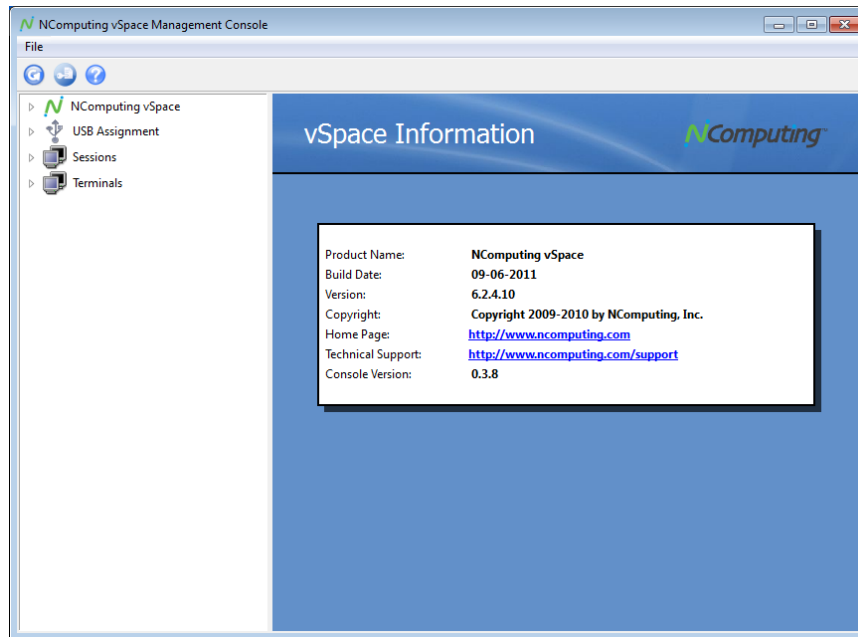 NComputing vSpace Management Console
File
NComputing vSpace
USB Assignment
Sessions
Terminals
vSpace Information
NComputing™
Product Name: NComputing vSpace
Build Date: 09-06-2011
Version: 6.2.4.10
Copyright: Copyright 2009-2010 by NComputing, Inc.
Home Page: http://www.ncomputing.com
Technical Support: http://www.ncomputing.com/support
Console Version: 0.3.8